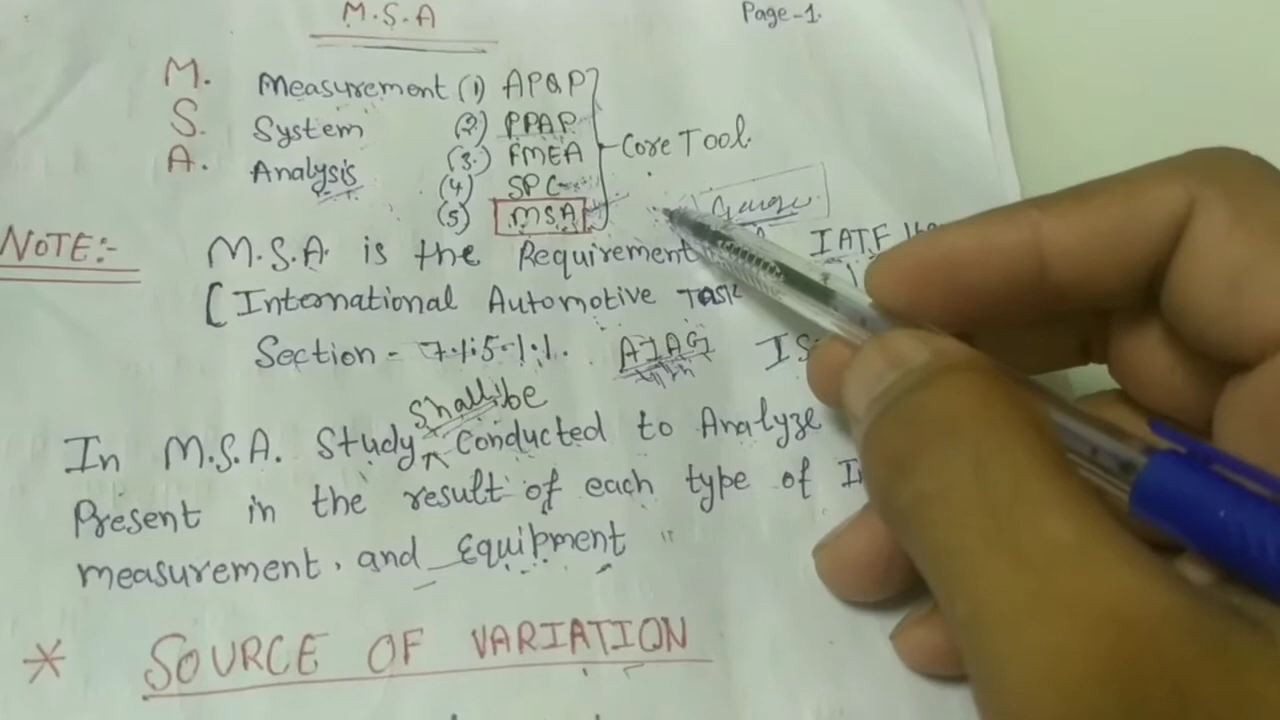 M.S.A
Page-1.
M. Measurement (1) APQP
S. System (2) PPAP
A. Analysis (3.) FMEA
Core Tool.
(4) SPC
(5) MSA
NOTE:- M.S.A. is the Requirement IATF
[International Automotive Task
Section - 7.1.5.1.1. AIAG
shall be
In M.S.A. Study Conducted to Analyze
Present in the result of each type of
measurement. and Equipment "
* SOURCE OF VARIATION